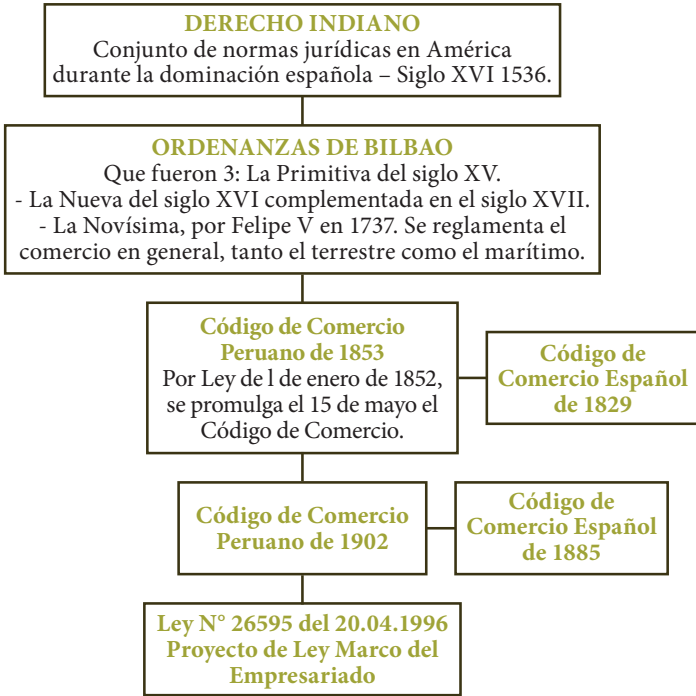 DERECHO INDIANO
Conjunto de normas jurídicas en América
durante la dominación española – Siglo XVI 1536.
ORDENANZAS DE BILBAO
Que fueron 3: La Primitiva del siglo XV.
- La Nueva del siglo XVI complementada en el siglo XVII.
- La Novísima, por Felipe V en 1737. Se reglamenta el
comercio en general, tanto el terrestre como el marítimo.
Código de Comercio
Peruano de 1853
Por Ley de l de enero de 1852,
se promulga el 15 de mayo el
Código de Comercio.
Código de
Comercio Español
de 1829
Código de Comercio
Peruano de 1902
Código de
Comercio Español
de 1885
Ley N° 26595 del 20.04.1996
Proyecto de Ley Marco del
Empresariado